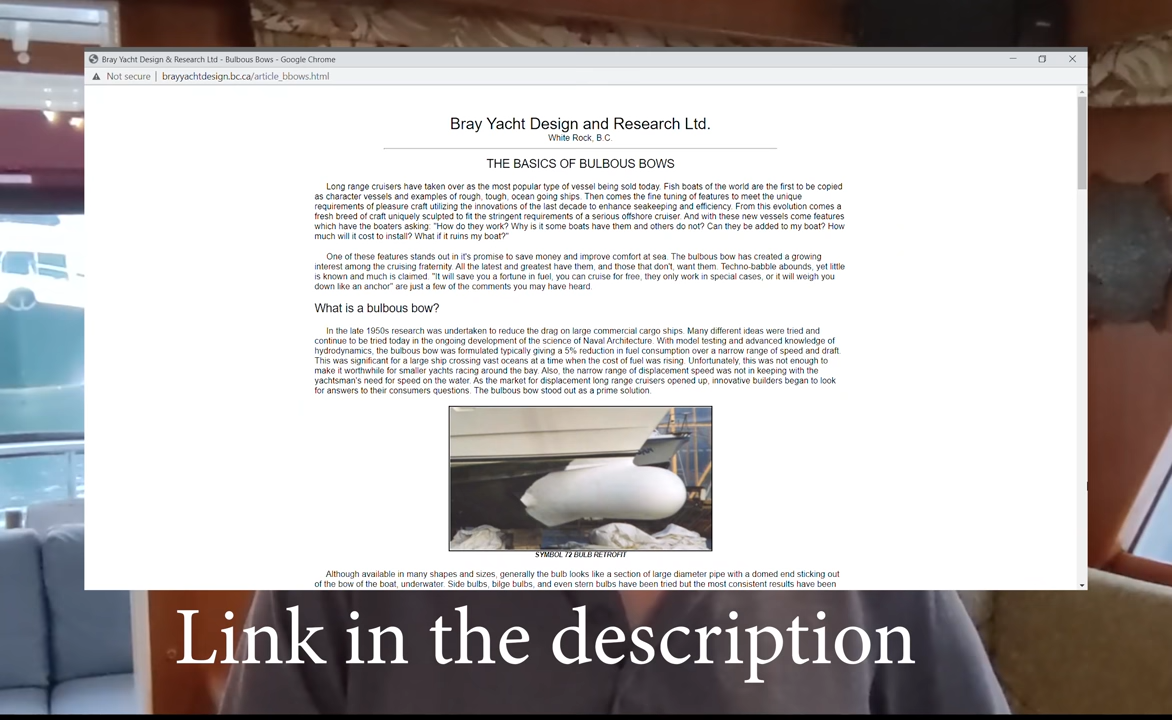 Bray Yacht Design & Research Ltd - Bulbous Bows - Google Chrome
Not secure | brayyachtdesign.bc.ca/article_bbows.html
Bray Yacht Design and Research Ltd.
White Rock, B.C.
THE BASICS OF BULBOUS BOWS
Long range cruisers have taken over as the most popular type of vessel being sold today. Fish boats of the world are the first to be copied
as character vessels and examples of rough, tough, ocean going ships. Then comes the fine tuning of features to meet the unique
requirements of pleasure craft utilizing the innovations of the last decade to enhance seakeeping and efficiency. From this evolution comes a
fresh breed of craft uniquely sculpted to fit the stringent requirements of a serious offshore cruiser. And with these new vessels come features
which have the boaters asking: "How do they work? Why is it some boats have them and others do not? Can they be added to my boat? How
much will it cost to install? What if it ruins my boat?"
One of these features stands out in it's promise to save money and improve comfort at sea. The bulbous bow has created a growing
interest among the cruising fraternity. All the latest and greatest have them, and those that don't, want them. Techno-babble abounds, yet little
is known and much is claimed. "It will save you a fortune in fuel, you can cruise for free, they only work in special cases, or it will weigh you
down like an anchor" are just a few of the comments you may have heard.
What is a bulbous bow?
In the late 1950s research was undertaken to reduce the drag on large commercial cargo ships. Many different ideas were tried and
continue to be tried today in the ongoing development of the science of Naval Architecture. With model testing and advanced knowledge of
hydrodynamics, the bulbous bow was formulated typically giving a 5% reduction in fuel consumption over a narrow range of speed and draft.
This was significant for a large ship crossing vast oceans at a time when the cost of fuel was rising. Unfortunately, this was not enough to
make it worthwhile for smaller yachts racing around the bay. Also, the narrow range of displacement speed was not in keeping with the
yachtsman's need for speed on the water. As the market for displacement long range cruisers opened up, innovative builders began to look
for answers to their consumers questions. The bulbous bow stood out as a prime solution.
SYMBOL 72 BULB RETROFIT
Although available in many shapes and sizes, generally the bulb looks like a section of large diameter pipe with a domed end sticking out
of the bow of the boat, underwater. Side bulbs, bilge bulbs, and even stern bulbs have been tried but the most consistent results have been
Link in the description